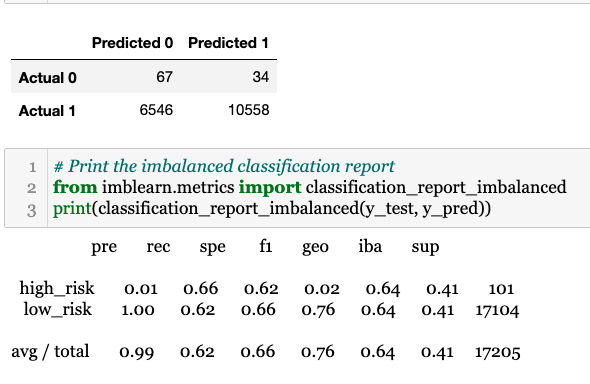 Predicted 0 Predicted 1
Actual 0 67 34
Actual 1 6546 10558
1 # Print the imbalanced classification report
2 from imblearn.metrics import classification_report_imbalanced
3 print(classification_report_imbalanced(y_test, y_pred))
pre rec spe f1 geo iba sup
high_risk 0.01 0.66 0.62 0.02 0.64 0.41 101
low_risk 1.00 0.62 0.66 0.76 0.64 0.41 17104
avg / total 0.99 0.62 0.66 0.76 0.64 0.41 17205